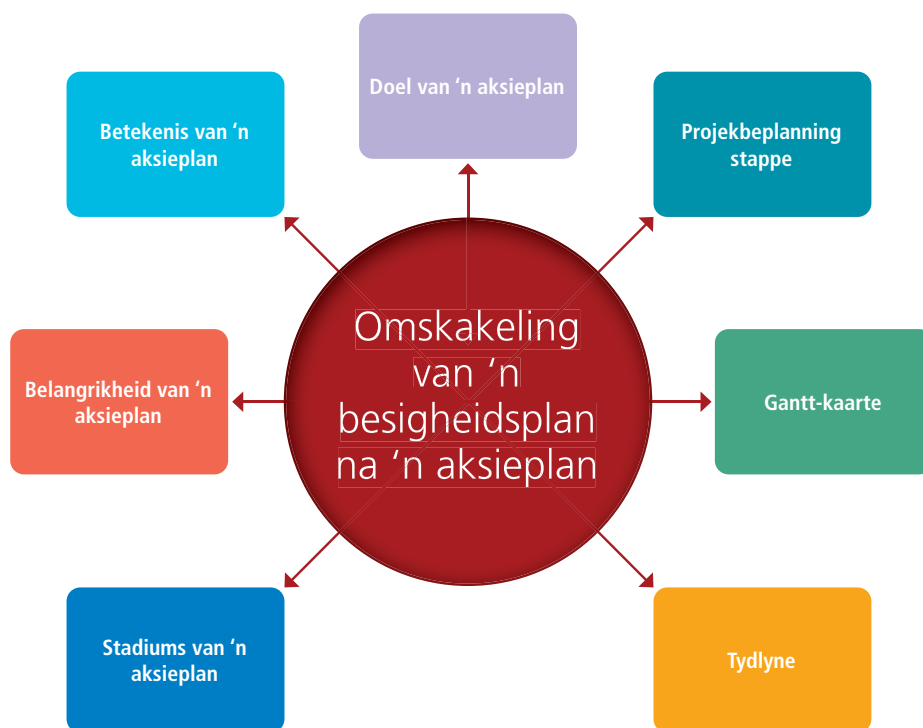 Doel van ‘n aksieplan
Betekenis van ‘n
aksieplan
Projekbeplanning
stappe
Omskakeling
van ‘n
besigheidsplan
na ‘n aksieplan
Belangrikheid van ‘n
aksieplan
Gantt-kaarte
Stadiums van ‘n
aksieplan
Tydlyne